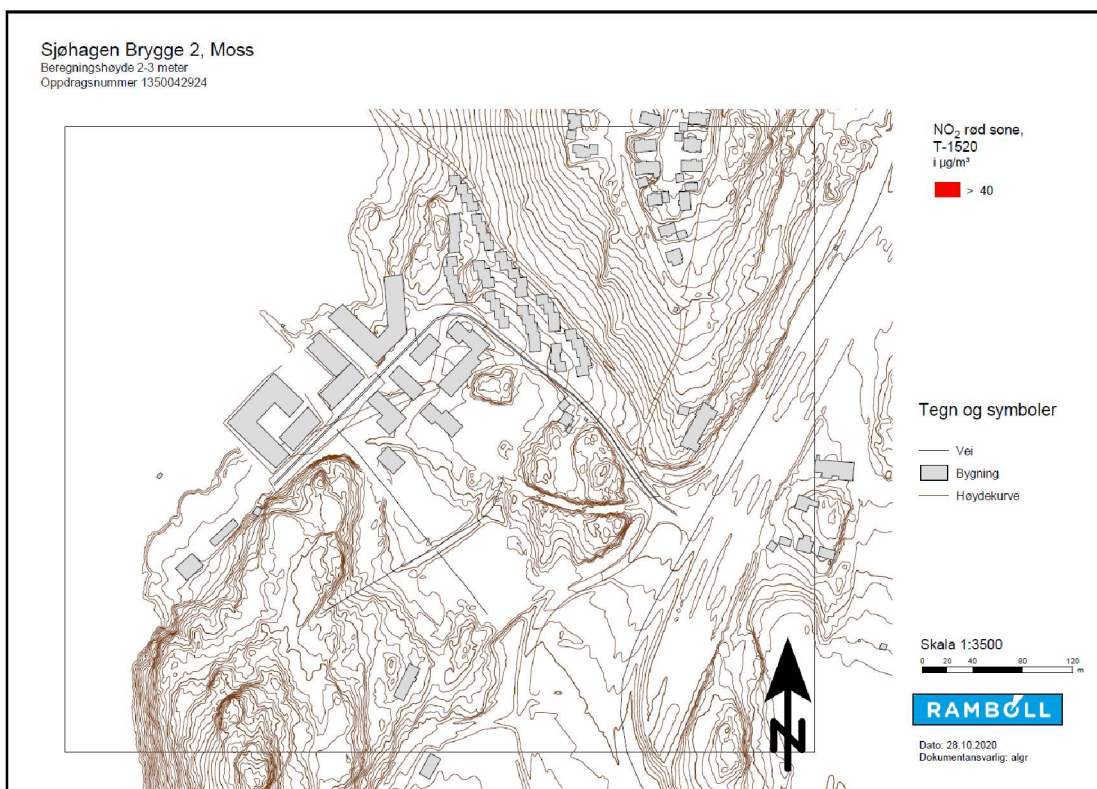 Sjøhagen Brygge 2, Moss
Beregningshøyde 2-3 meter
Oppdragsnummer 1350042924
NO₂ rød sone,
T-1520
i µg/m³
> 40
Tegn og symboler
Vei
Bygning
Høydekurve
Skala 1:3500
0 20 40 80 120
m
N
RAMBOLL
Dato: 28.10.2020
Dokumentansvarlig: algr